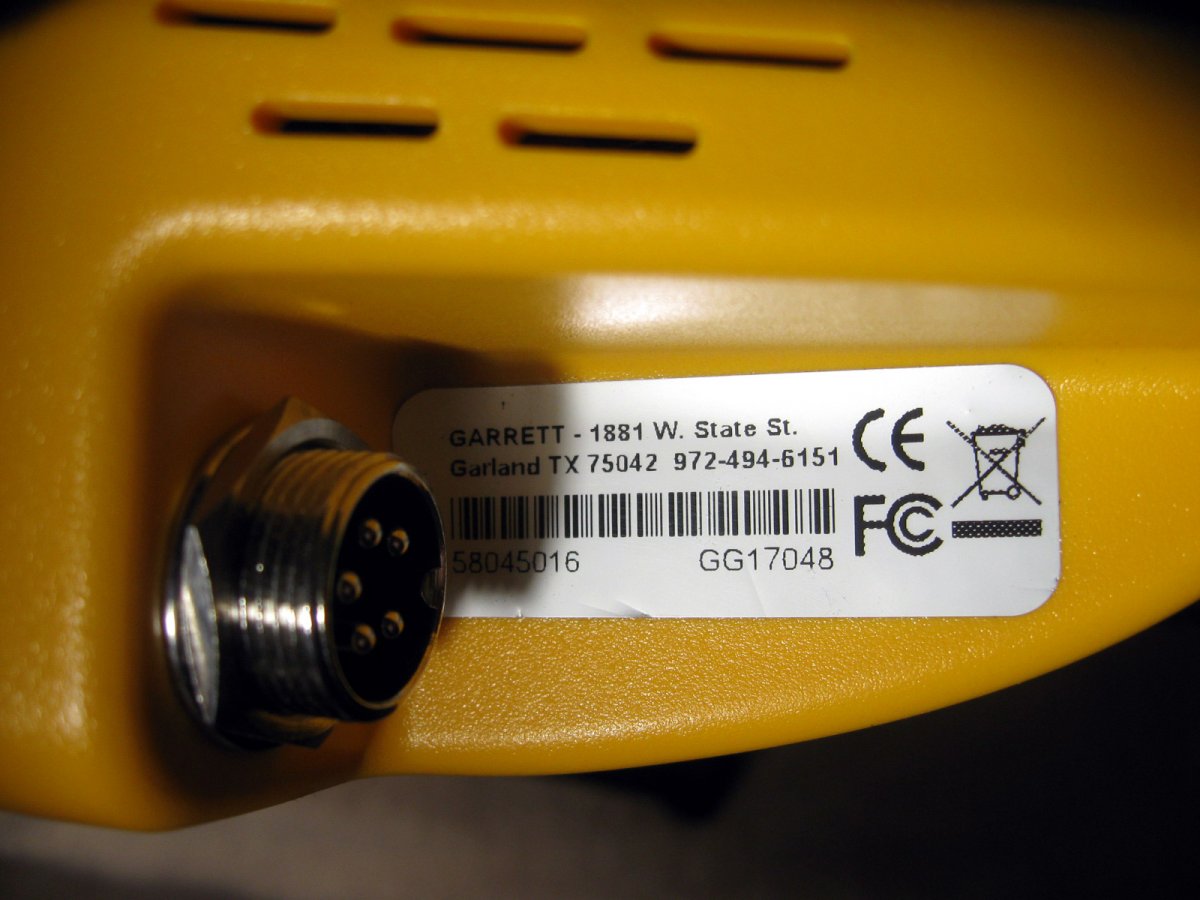 GARRETT - 1881 W. State St.
Garland TX 75042 972-494-6151
58045016 GG17048
CE
FC